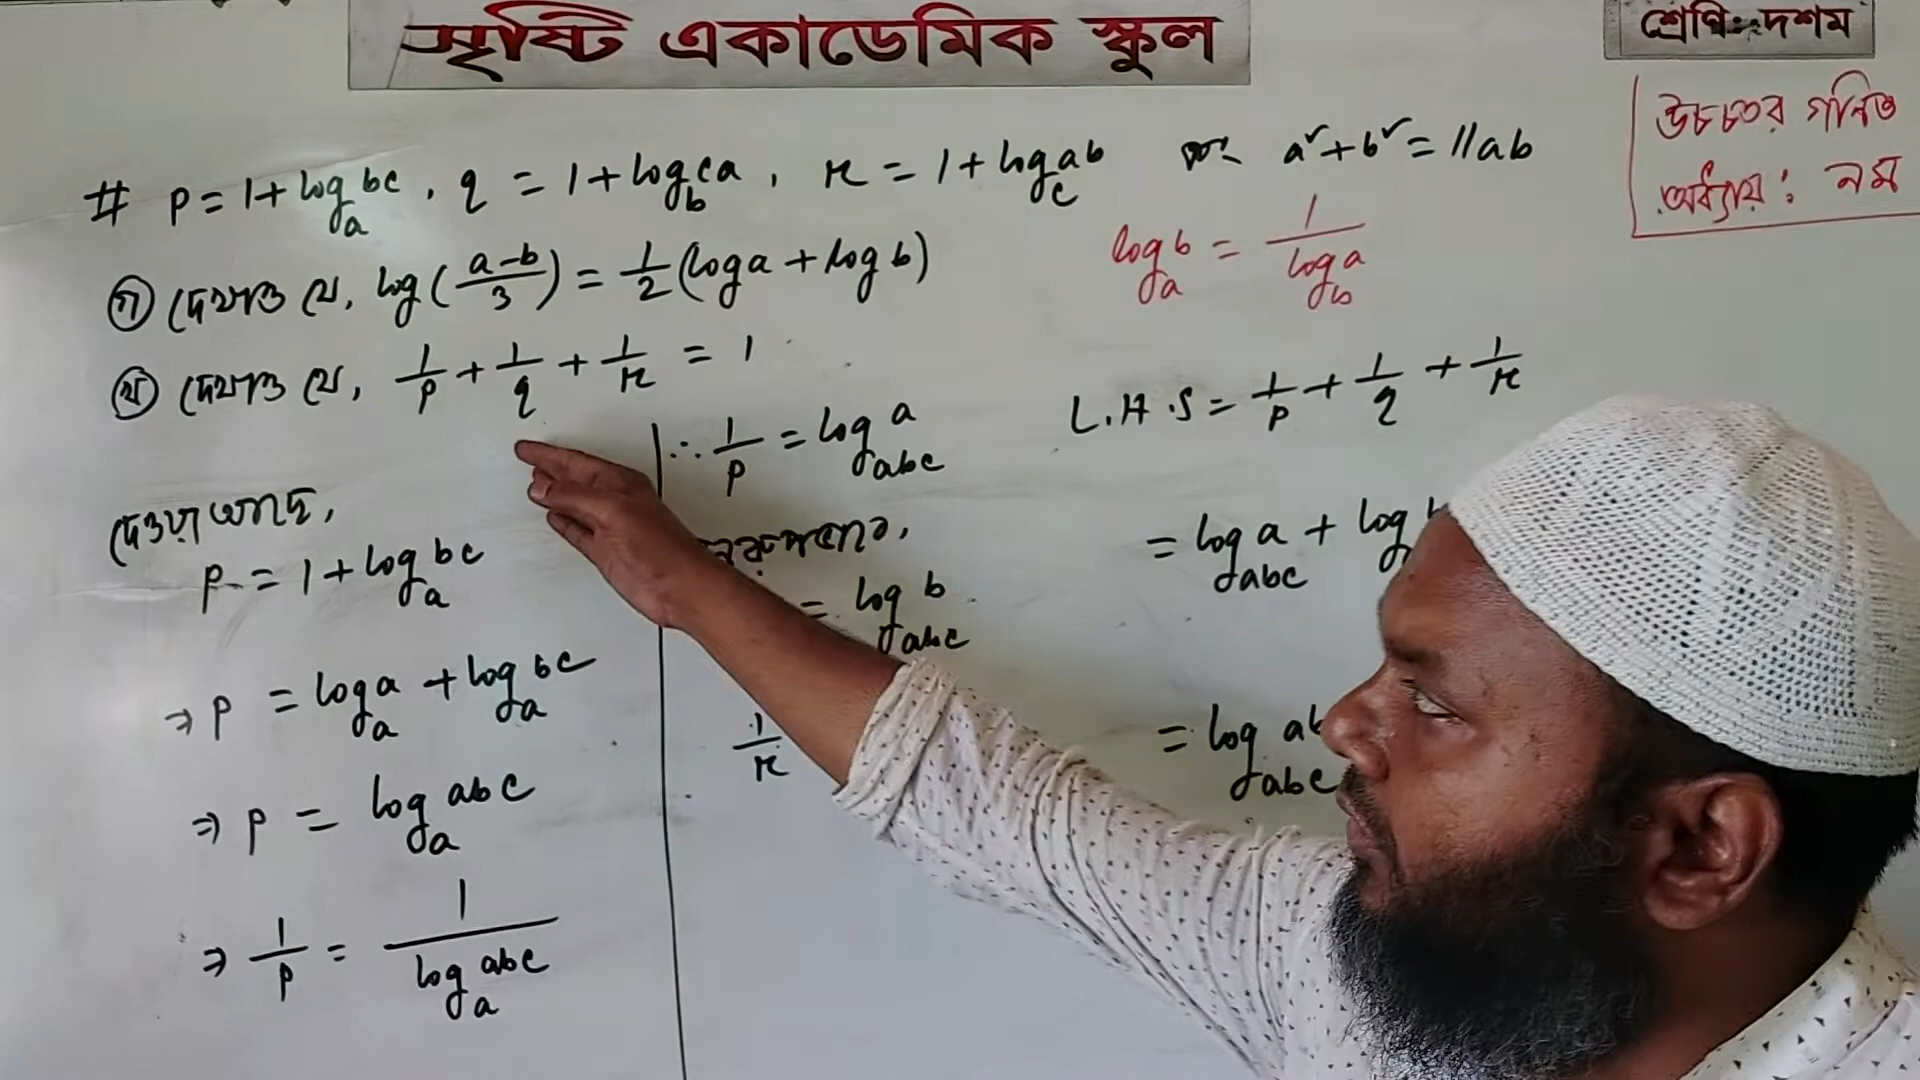 সৃষ্টি একাডেমিক স্কুল
শ্রেণি: দশম
উচ্চতর গনিত
অধ্যায়: নবম
# P = 1 + log_a bc, q = 1 + log_b ca, r = 1 + log_c ab এবং a² + b² = 11ab
গ) দেখাও যে, log((a-b)/3) = 1/2 (log a + log b)
log_a b = 1/(log_b a)
খ) দেখাও যে, 1/P + 1/q + 1/r = 1
দেওয়া আছে,
P = 1 + log_a bc
⇒ P = log_a a + log_a bc
⇒ P = log_a abc
⇒ 1/P = 1/(log_a abc)
∴ 1/P = log_abc a
= log_abc b
1/r
L.H.S = 1/P + 1/q + 1/r
= log_abc a + log
= log_abc ab